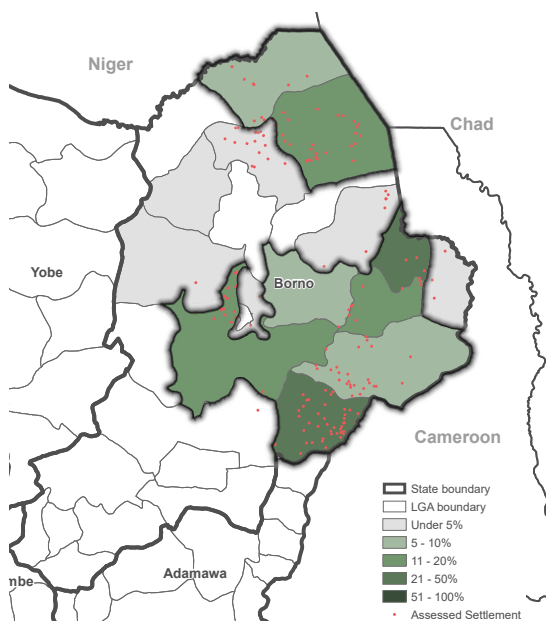 Niger
Chad
Yobe
Borno
Cameroon
State boundary
LGA boundary
Under 5%
5 - 10%
11 - 20%
21 - 50%
51 - 100%
Assessed Settlement
Adamawa
mbe